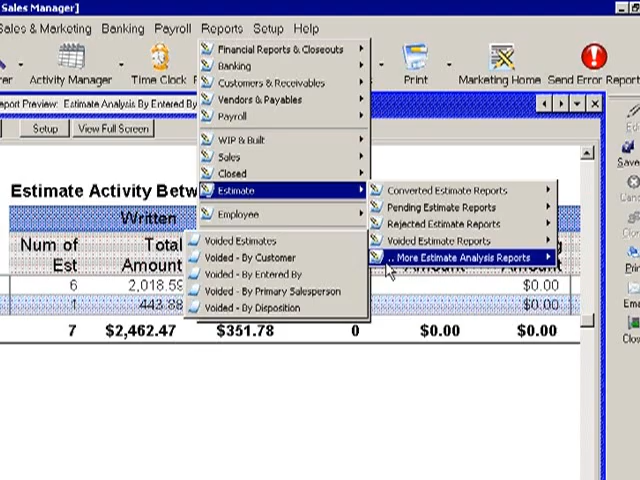 Sales Manager]
Sales & Marketing Banking Payroll Reports Setup Help
Activity Manager Time Clock Print Marketing Home Send Error Report
Report Preview: Estimate Analysis By Entered By
Setup View Full Screen
Financial Reports & Closeouts
Banking
Customers & Receivables
Vendors & Payables
Payroll
WIP & Built
Sales
Closed
Estimate
Employee
Converted Estimate Reports
Pending Estimate Reports
Rejected Estimate Reports
Voided Estimate Reports
.. More Estimate Analysis Reports
Voided Estimates
Voided - By Customer
Voided - By Entered By
Voided - By Primary Salesperson
Voided - By Disposition
Estimate Activity Betw
Written
Num of Est Total Amount
6 2,018.59 $0.00
1 443.88 $0.00
7 $2,462.47 $351.78 0 $0.00 $0.00
Save
Ema
Clos